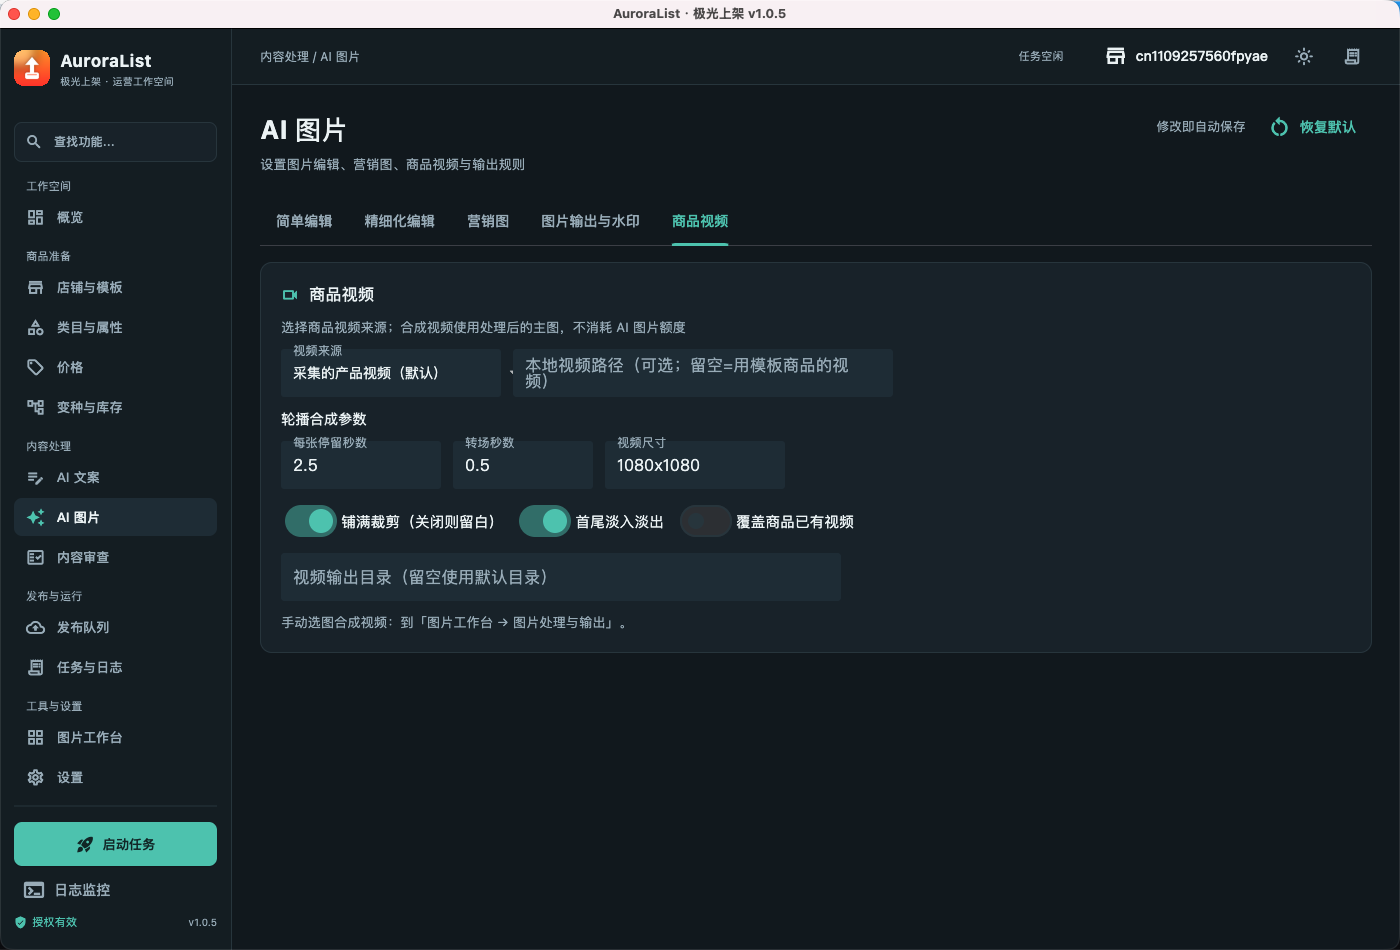 AuroraList · 极光上架 v1.0.5
AuroraList
极光上架 · 运营工作空间
查找功能...
工作空间
概览
商品准备
店铺与模板
类目与属性
价格
变种与库存
内容处理
AI 文案
AI 图片
内容审查
发布与运行
发布队列
任务与日志
工具与设置
图片工作台
设置
启动任务
日志监控
授权有效 v1.0.5
内容处理 / AI 图片 任务空闲 cn1109257560fpyae
AI 图片 修改即自动保存 恢复默认
设置图片编辑、营销图、商品视频与输出规则
简单编辑 精细化编辑 营销图 图片输出与水印 商品视频
商品视频
选择商品视频来源；合成视频使用处理后的主图，不消耗 AI 图片额度
视频来源
采集的产品视频（默认）
本地视频路径（可选；留空=用模板商品的视
频）
轮播合成参数
每张停留秒数 转场秒数 视频尺寸
2.5 0.5 1080x1080
铺满裁剪（关闭则留白） 首尾淡入淡出 覆盖商品已有视频
视频输出目录（留空使用默认目录）
手动选图合成视频：到「图片工作台 → 图片处理与输出」。